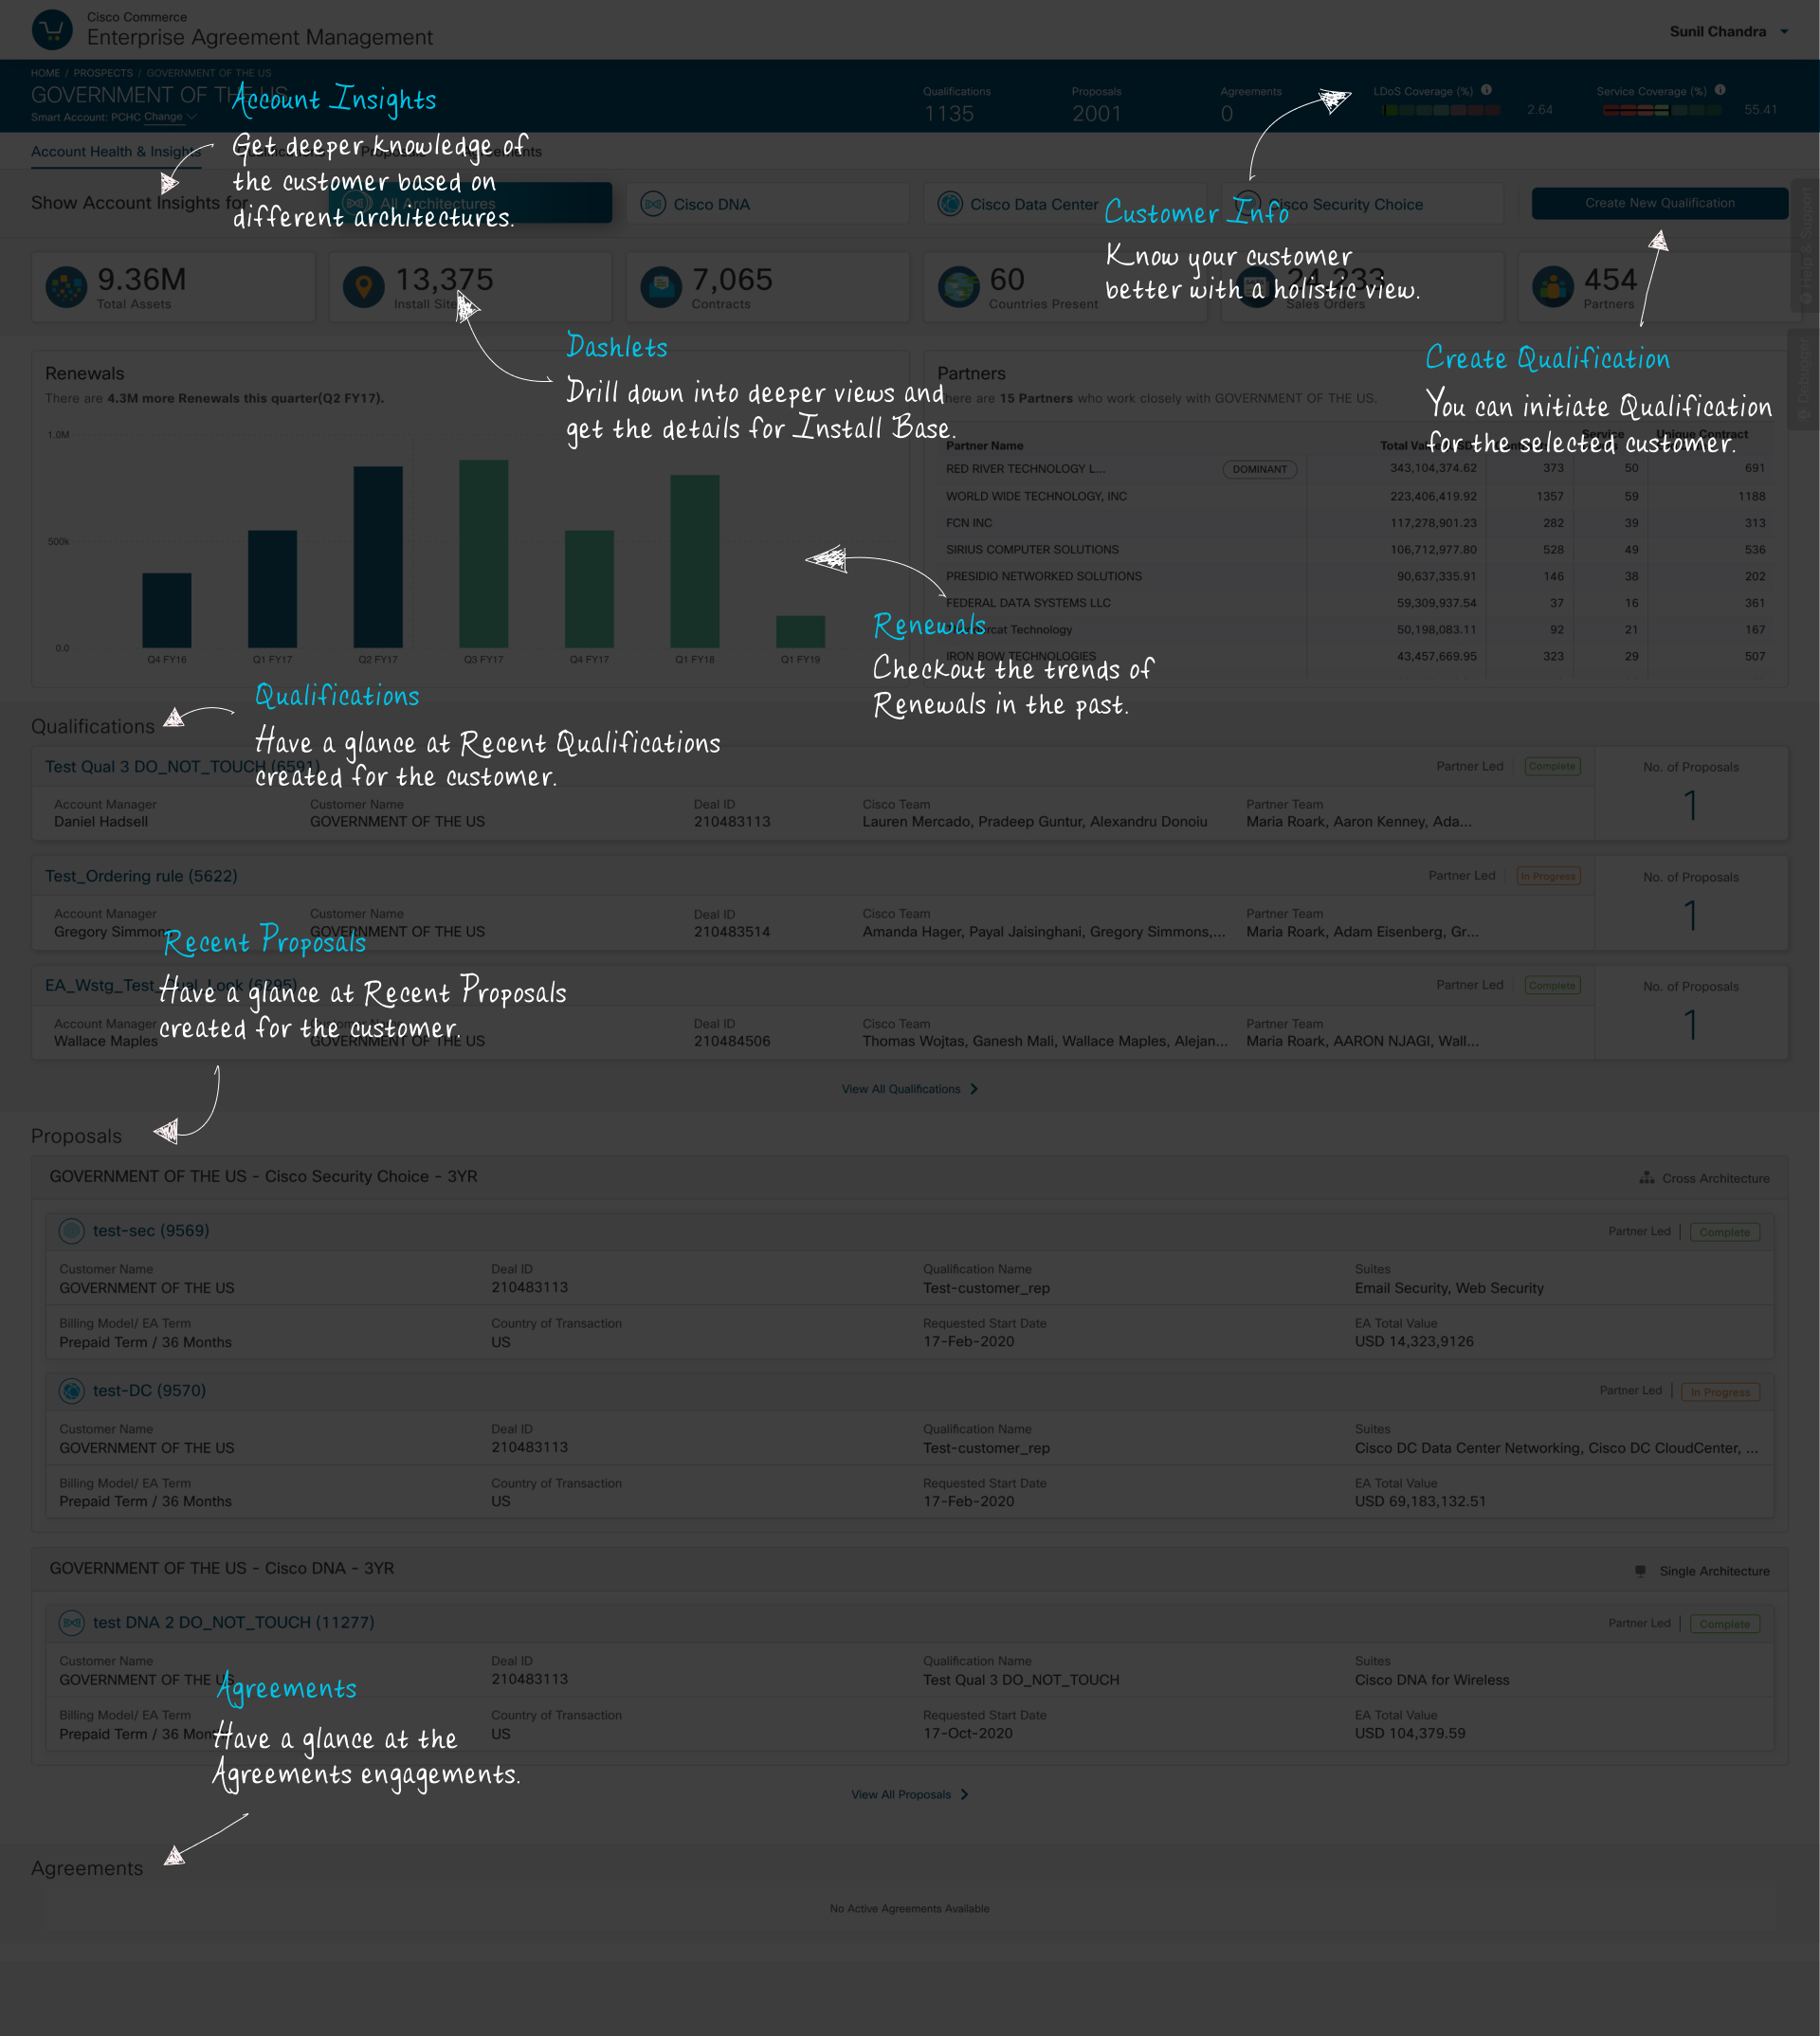 Cisco Commerce
Enterprise Agreement Management
Sunil Chandra
HOME / PROSPECTS / GOVERNMENT OF THE US
GOVERNMENT OF THE US
Smart Account: PCHC Change
Qualifications
1135
Proposals
2001
Agreements
0
LDoS Coverage (%)
2.64
Service Coverage (%)
55.41
Account Insights
Get deeper knowledge of
the customer based on
different architectures.
Account Health & Insights
Show Account Insights for
All Architectures
Cisco DNA
Cisco Data Center
Cisco Security Choice
Create New Qualification
Help & Support
Debugger
Customer Info
Know your customer
better with a holistic view.
9.36M
Total Assets
13,375
Install Sites
7,065
Contracts
60
Countries Present
24,233
Sales Orders
454
Partners
Dashlets
Drill down into deeper views and
get the details for Install Base.
Create Qualification
You can initiate Qualification
for the selected customer.
Renewals
There are 4.3M more Renewals this quarter(Q2 FY17).
1.0M
500k
0.0
Q4 FY16
Q1 FY17
Q2 FY17
Q3 FY17
Q4 FY17
Q1 FY18
Q1 FY19
Partners
There are 15 Partners who work closely with GOVERNMENT OF THE US.
Partner Name Total Value Service Unique Contract
RED RIVER TECHNOLOGY L... DOMINANT 343,104,374.62 373 50 691
WORLD WIDE TECHNOLOGY, INC 223,406,419.92 1357 59 1188
FCN INC 117,278,901.23 282 39 313
SIRIUS COMPUTER SOLUTIONS 106,712,977.80 528 49 536
PRESIDIO NETWORKED SOLUTIONS 90,637,335.91 146 38 202
FEDERAL DATA SYSTEMS LLC 59,309,937.54 37 16 361
Technology 50,198,083.11 92 21 167
IRON BOW TECHNOLOGIES 43,457,669.95 323 29 507
Renewals
Checkout the trends of
Renewals in the past.
Qualifications
Qualifications
Have a glance at Recent Qualifications
created for the customer.
Test Qual 3 DO_NOT_TOUCH (6591)
Partner Led Complete
No. of Proposals
1
Account Manager
Daniel Hadsell
Customer Name
GOVERNMENT OF THE US
Deal ID
210483113
Cisco Team
Lauren Mercado, Pradeep Guntur, Alexandru Donoiu
Partner Team
Maria Roark, Aaron Kenney, Ada...
Test_Ordering rule (5622)
Partner Led In Progress
No. of Proposals
1
Account Manager
Gregory Simmons
Customer Name
GOVERNMENT OF THE US
Deal ID
210483514
Cisco Team
Amanda Hager, Payal Jaisinghani, Gregory Simmons,...
Partner Team
Maria Roark, Adam Eisenberg, Gr...
Recent Proposals
Have a glance at Recent Proposals
created for the customer.
EA_Wstg_Test_Qual_Look (6295)
Partner Led Complete
No. of Proposals
1
Account Manager
Wallace Maples
Customer Name
GOVERNMENT OF THE US
Deal ID
210484506
Cisco Team
Thomas Wojtas, Ganesh Mali, Wallace Maples, Alejan...
Partner Team
Maria Roark, AARON NJAGI, Wall...
View All Qualifications
Proposals
GOVERNMENT OF THE US - Cisco Security Choice - 3YR
Cross Architecture
test-sec (9569)
Partner Led Complete
Customer Name
GOVERNMENT OF THE US
Deal ID
210483113
Qualification Name
Test-customer_rep
Suites
Email Security, Web Security
Billing Model/ EA Term
Prepaid Term / 36 Months
Country of Transaction
US
Requested Start Date
17-Feb-2020
EA Total Value
USD 14,323,9126
test-DC (9570)
Partner Led In Progress
Customer Name
GOVERNMENT OF THE US
Deal ID
210483113
Qualification Name
Test-customer_rep
Suites
Cisco DC Data Center Networking, Cisco DC CloudCenter, ...
Billing Model/ EA Term
Prepaid Term / 36 Months
Country of Transaction
US
Requested Start Date
17-Feb-2020
EA Total Value
USD 69,183,132.51
GOVERNMENT OF THE US - Cisco DNA - 3YR
Single Architecture
test DNA 2 DO_NOT_TOUCH (11277)
Partner Led Complete
Customer Name
GOVERNMENT OF THE US
Deal ID
210483113
Qualification Name
Test Qual 3 DO_NOT_TOUCH
Suites
Cisco DNA for Wireless
Billing Model/ EA Term
Prepaid Term / 36 Months
Country of Transaction
US
Requested Start Date
17-Oct-2020
EA Total Value
USD 104,379.59
Agreements
Have a glance at the
Agreements engagements.
View All Proposals
Agreements
No Active Agreements Available